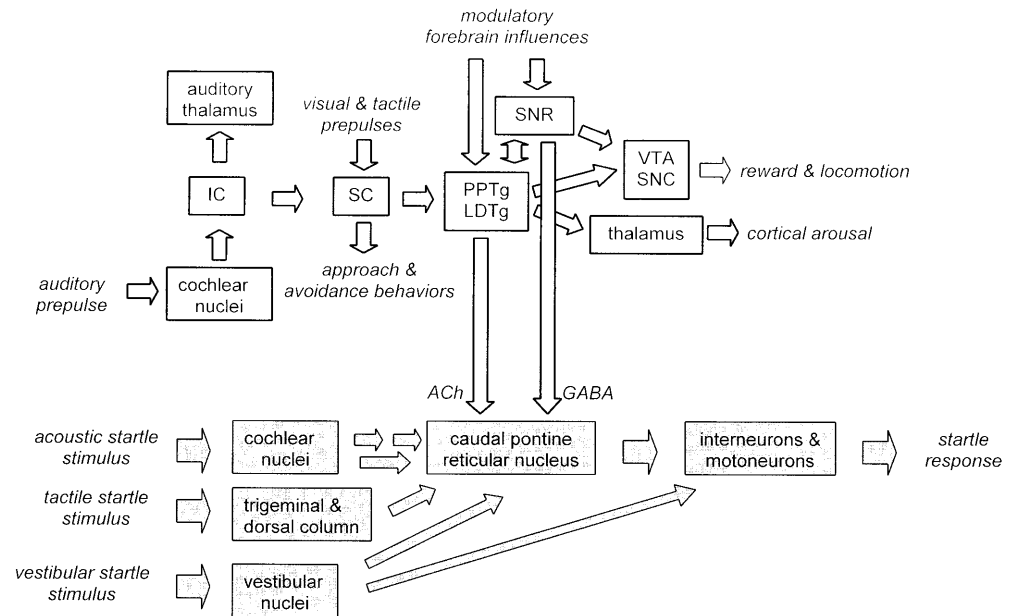 modulatory
forebrain influences
auditory
thalamus
visual & tactile
prepulses
SNR
VTA
SNC
reward & locomotion
IC
SC
PPTg
LDTg
thalamus
cortical arousal
auditory
prepulse
cochlear
nuclei
approach &
avoidance behaviors
ACh
GABA
acoustic startle
stimulus
cochlear
nuclei
caudal pontine
reticular nucleus
interneurons &
motoneurons
startle
response
tactile startle
stimulus
trigeminal &
dorsal column
vestibular startle
stimulus
vestibular
nuclei